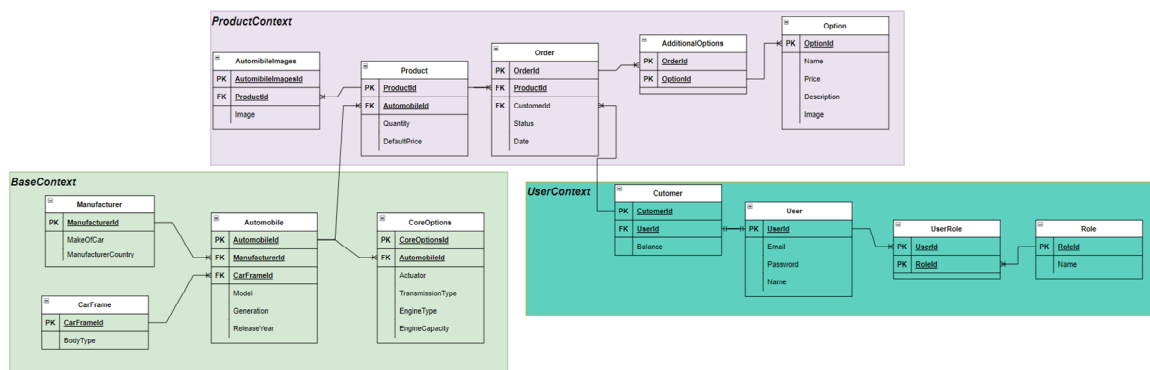 ProductContext
AutomibileImages
PK AutomibileImagesId
FK ProductId
Image
Product
PK ProductId
FK AutomobileId
Quantity
DefaultPrice
Order
PK OrderId
FK ProductId
FK CustomerId
Status
Date
AdditionalOptions
PK OrderId
PK OptionId
Option
PK OptionId
Name
Price
Description
Image
BaseContext
Manufacturer
PK ManufacturerId
MakeOfCar
ManufacturerCountry
CarFrame
PK CarFrameId
BodyType
Automobile
PK AutomobileId
FK ManufacturerId
FK CarFrameId
Model
Generation
ReleaseYear
CoreOptions
PK CoreOptionsId
FK AutomobileId
Actuator
TransmissionType
EngineType
EngineCapacity
UserContext
Cutomer
PK CutomerId
FK UserId
Balance
User
PK UserId
Email
Password
Name
UserRole
PK UserId
PK RoleId
Role
PK RoleId
Name